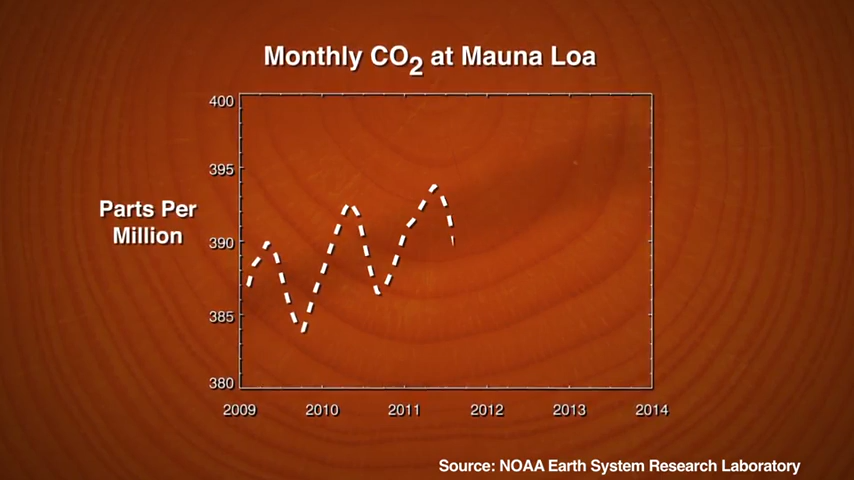 Monthly CO2 at Mauna Loa
400
395
Parts Per
Million
390
385
380
2009 2010 2011 2012 2013 2014
Source: NOAA Earth System Research Laboratory